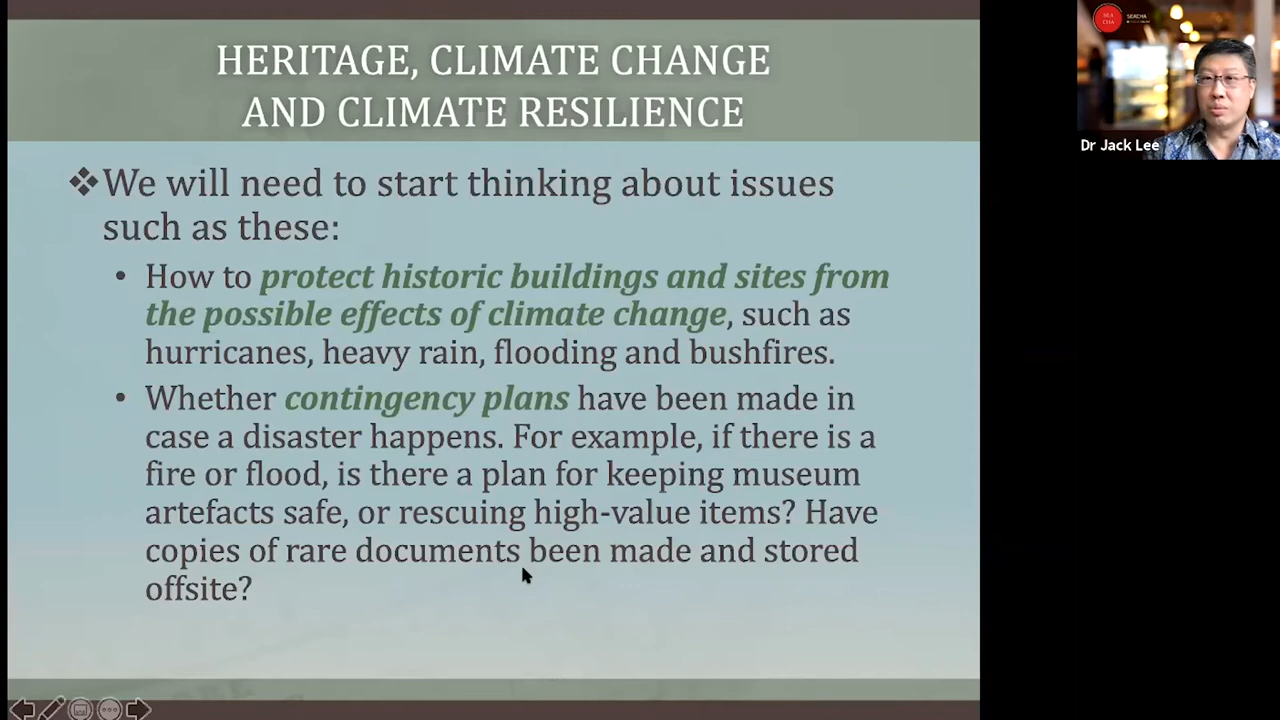 HERITAGE, CLIMATE CHANGE
AND CLIMATE RESILIENCE
❖We will need to start thinking about issues
such as these:
• How to protect historic buildings and sites from
the possible effects of climate change, such as
hurricanes, heavy rain, flooding and bushfires.
• Whether contingency plans have been made in
case a disaster happens. For example, if there is a
fire or flood, is there a plan for keeping museum
artefacts safe, or rescuing high-value items? Have
copies of rare documents been made and stored
offsite?
SEA
CHA
SEACHA
Dr Jack Lee